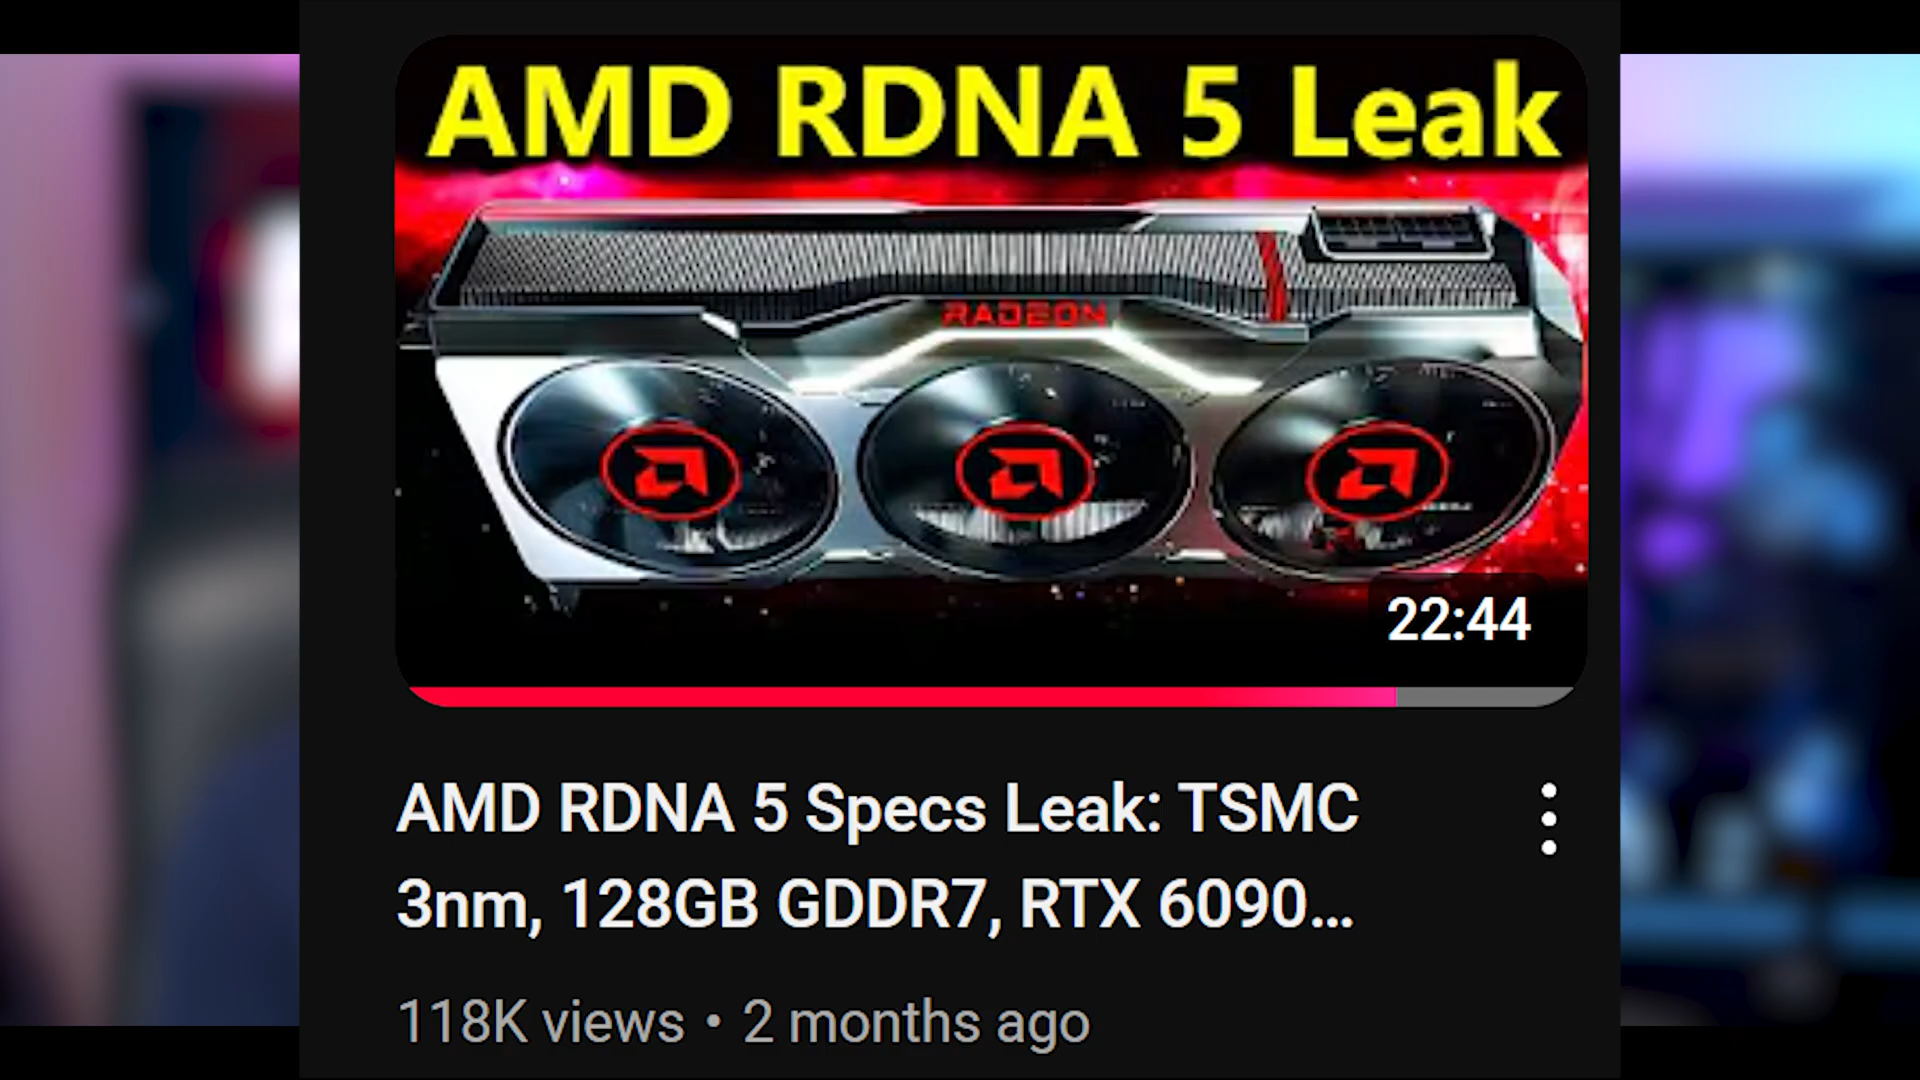 AMD RDNA 5 Leak
RADEON
22:44
AMD RDNA 5 Specs Leak: TSMC
3nm, 128GB GDDR7, RTX 6090...
118K views • 2 months ago